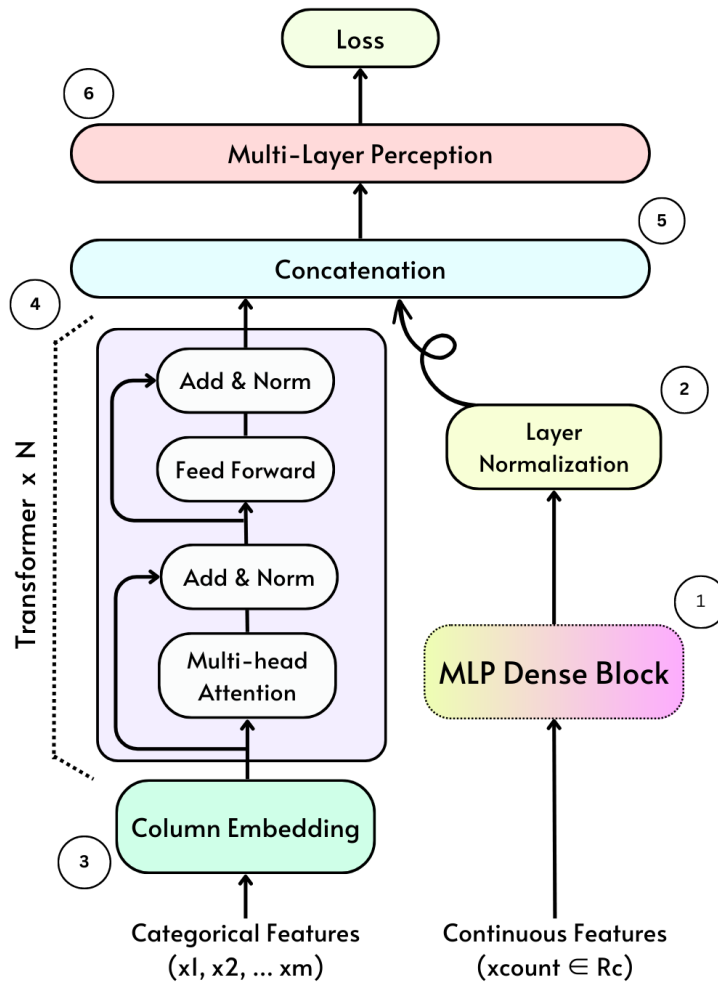 Loss
6
Multi-Layer Perception
5
Concatenation
4
Add & Norm
2
Layer
Normalization
Feed Forward
Transformer x N
Add & Norm
1
Multi-head
Attention
MLP Dense Block
Column Embedding
3
Categorical Features
(x1, x2, ... xm)
Continuous Features
(xcount ∈ Rc)